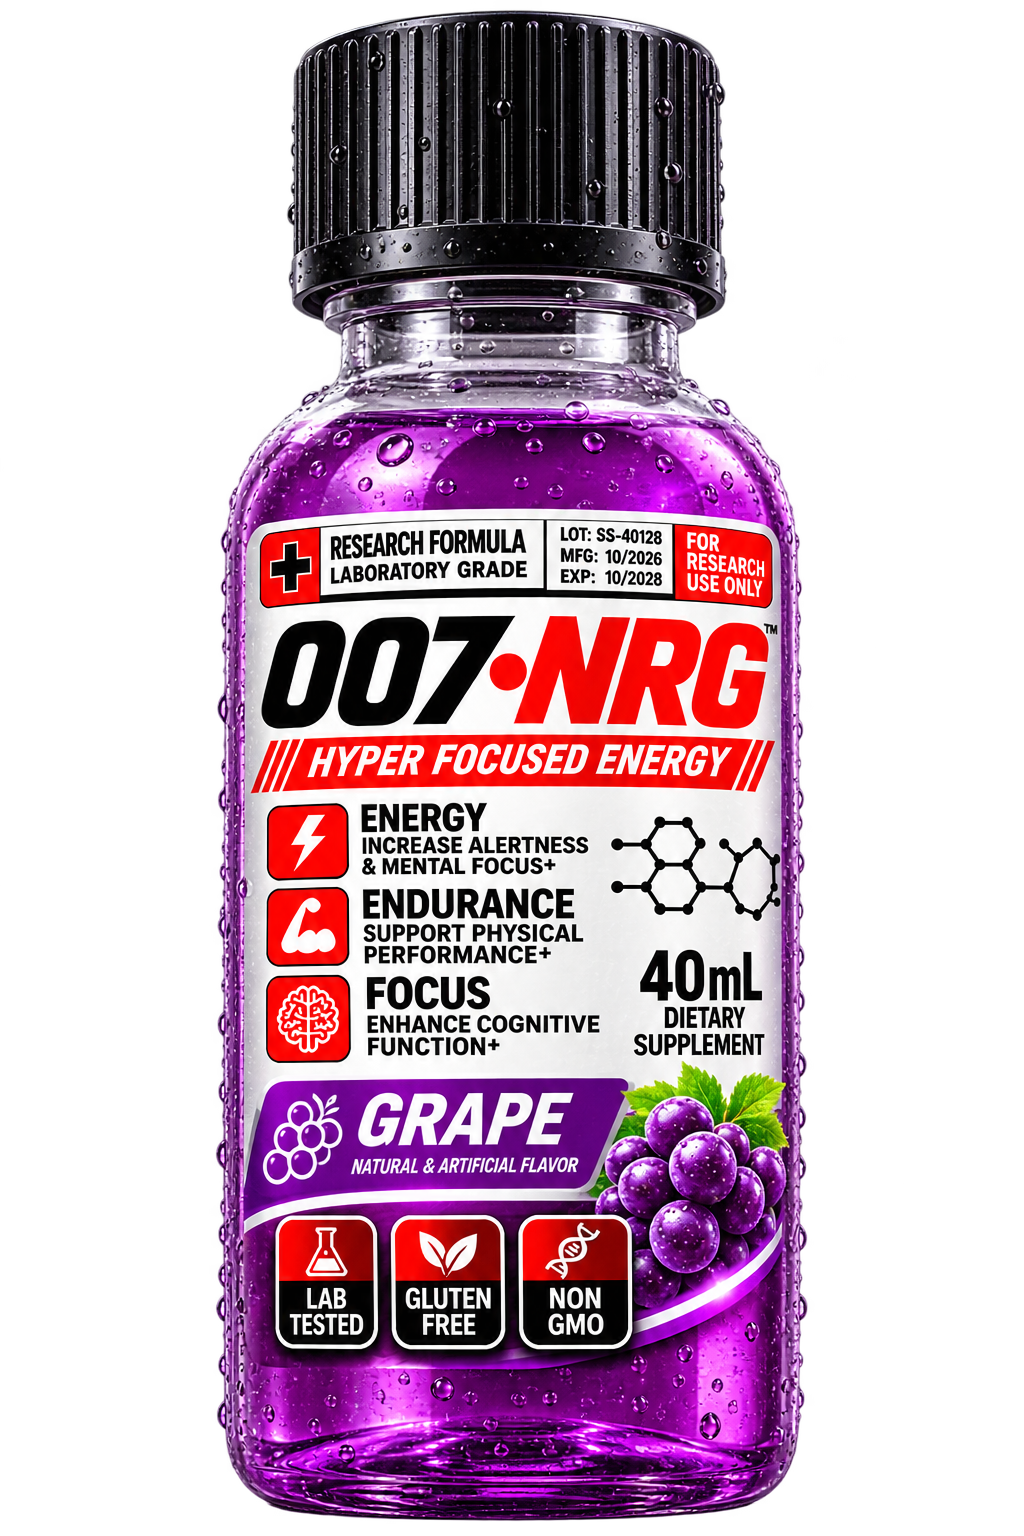 RESEARCH FORMULA
LABORATORY GRADE
LOT: SS-40128
MFG: 10/2026
EXP: 10/2028
FOR
RESEARCH
USE ONLY
007•NRG™
HYPER FOCUSED ENERGY
ENERGY
INCREASE ALERTNESS
& MENTAL FOCUS+
ENDURANCE
SUPPORT PHYSICAL
PERFORMANCE+
FOCUS
ENHANCE COGNITIVE
FUNCTION+
40mL
DIETARY
SUPPLEMENT
GRAPE
NATURAL & ARTIFICIAL FLAVOR
LAB
TESTED
GLUTEN
FREE
NON
GMO